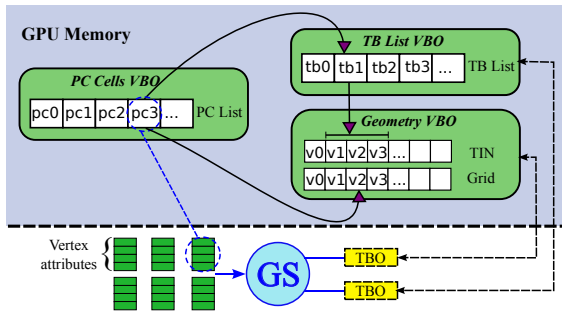 GPU Memory
TB List VBO
tb0 tb1 tb2 tb3 ...
TB List
PC Cells VBO
pc0 pc1 pc2 pc3 ...
PC List
Geometry VBO
v0 v1 v2 v3 ...
TIN
v0 v1 v2 v3 ...
Grid
Vertex
attributes
GS
TBO
TBO